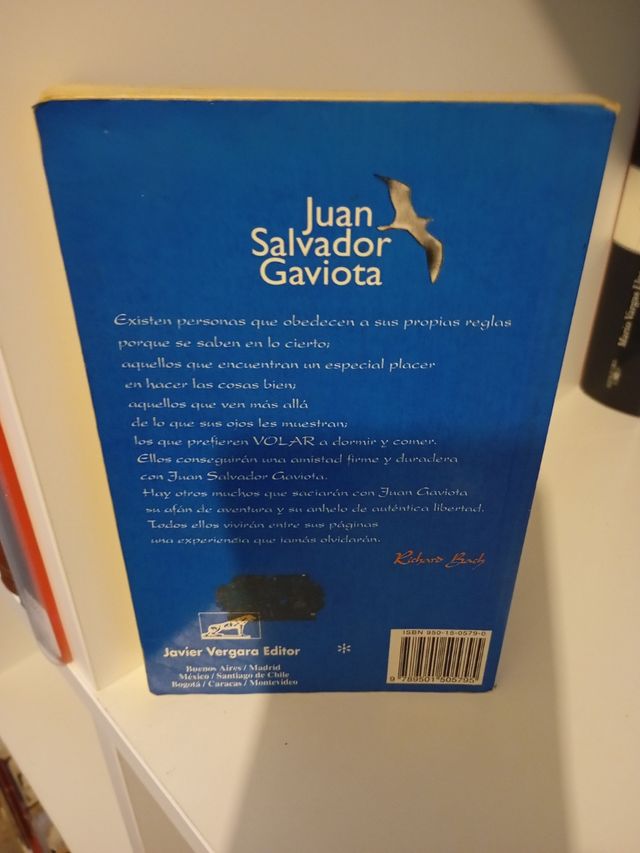 Juan
Salvador
Gaviota
Existen personas que obedecen a sus propias reglas
porque se saben en lo cierto;
aquellos que encuentran un especial placer
en hacer las cosas bien;
aquellos que ven más allá
de lo que sus ojos les muestran;
los que prefieren VOLAR a dormir y comer.
Ellos conseguirán una amistad firme y duradera
con Juan Salvador Gaviota.
Hay otros muchos que saciarán con Juan Gaviota
su afán de aventura y su anhelo de auténtica libertad.
Todos ellos vivirán entre sus páginas
una experiencia que jamás olvidarán.
Richard Bach
Javier Vergara Editor
Buenos Aires / Madrid
México / Santiago de Chile
Bogotá / Caracas / Montevideo
*
ISBN 950-15-0579-0
9 789501 505795
Mario Vargas